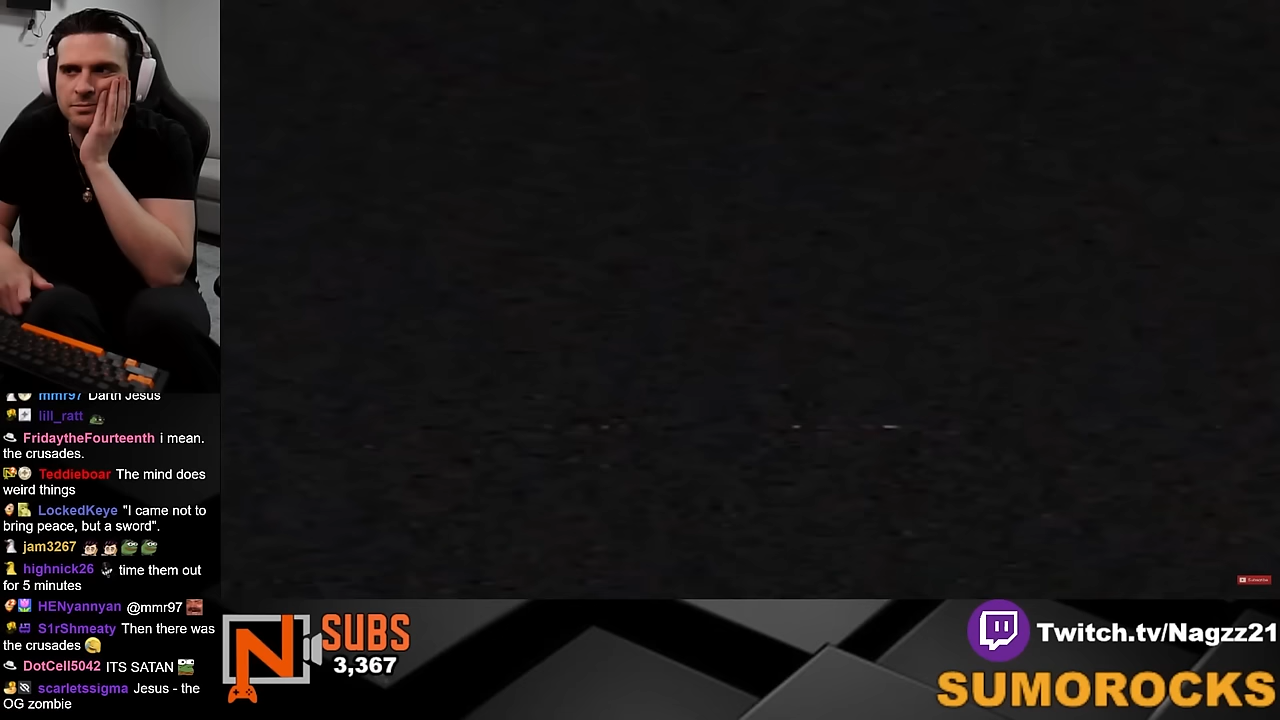 mmr97 Darth Jesus
lill_ratt
FridaytheFourteenth i mean.
the crusades.
Teddieboar The mind does
weird things
LockedKeye "I came not to
bring peace, but a sword".
jam3267
highnick26 time them out
for 5 minutes
HENyannyan @mmr97
S1rShmeaty Then there was
the crusades
DotCell5042 ITS SATAN
scarletssigma Jesus - the
OG zombie
N SUBS
3,367
Twitch.tv/Nagzz21
SUMOROCKS
Subscribe